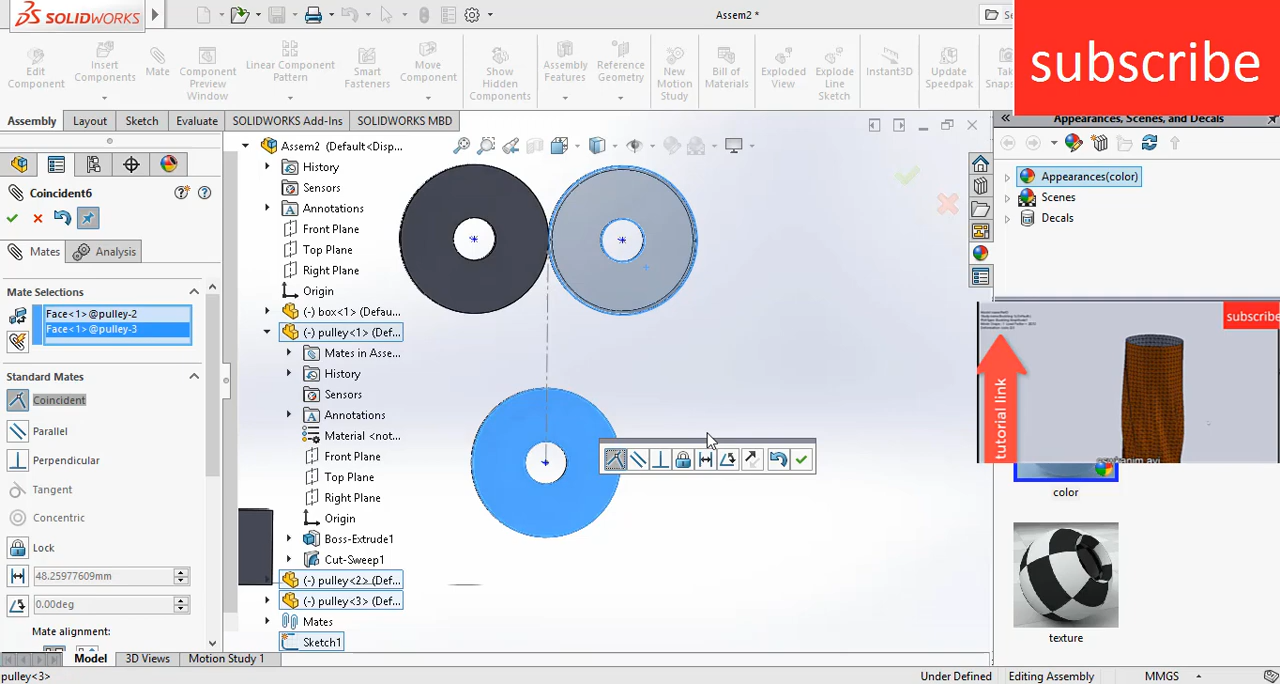 SOLIDWORKS
Assem2 *
subscribe
Edit Component
Insert Components
Mate
Component Preview Window
Linear Component Pattern
Smart Fasteners
Move Component
Show Hidden Components
Assembly Features
Reference Geometry
New Motion Study
Bill of Materials
Exploded View
Explode Line Sketch
Instant3D
Update Speedpak
Assembly
Layout
Sketch
Evaluate
SOLIDWORKS Add-Ins
SOLIDWORKS MBD
Appearances, Scenes, and Decals
Appearances(color)
Scenes
Decals
Coincident6
Mates
Analysis
Mate Selections
Face<1>@pulley-2
Face<1>@pulley-3
Standard Mates
Coincident
Parallel
Perpendicular
Tangent
Concentric
Lock
48.25977609mm
0.00deg
Mate alignment:
Assem2 (Default<Disp...
History
Sensors
Annotations
Front Plane
Top Plane
Right Plane
Origin
(-) box<1> (Defau...
pulley<1> (Def...
Mates in Asse...
History
Sensors
Annotations
Material <not...
Front Plane
Top Plane
Right Plane
Origin
Boss-Extrude1
Cut-Sweep1
(-) pulley<2> (Def...
(-) pulley<3> (Def...
Mates
Sketch1
subscribe
tutorial link
color
texture
Model
3D Views
Motion Study 1
pulley<3>
Under Defined
Editing Assembly
MMGS